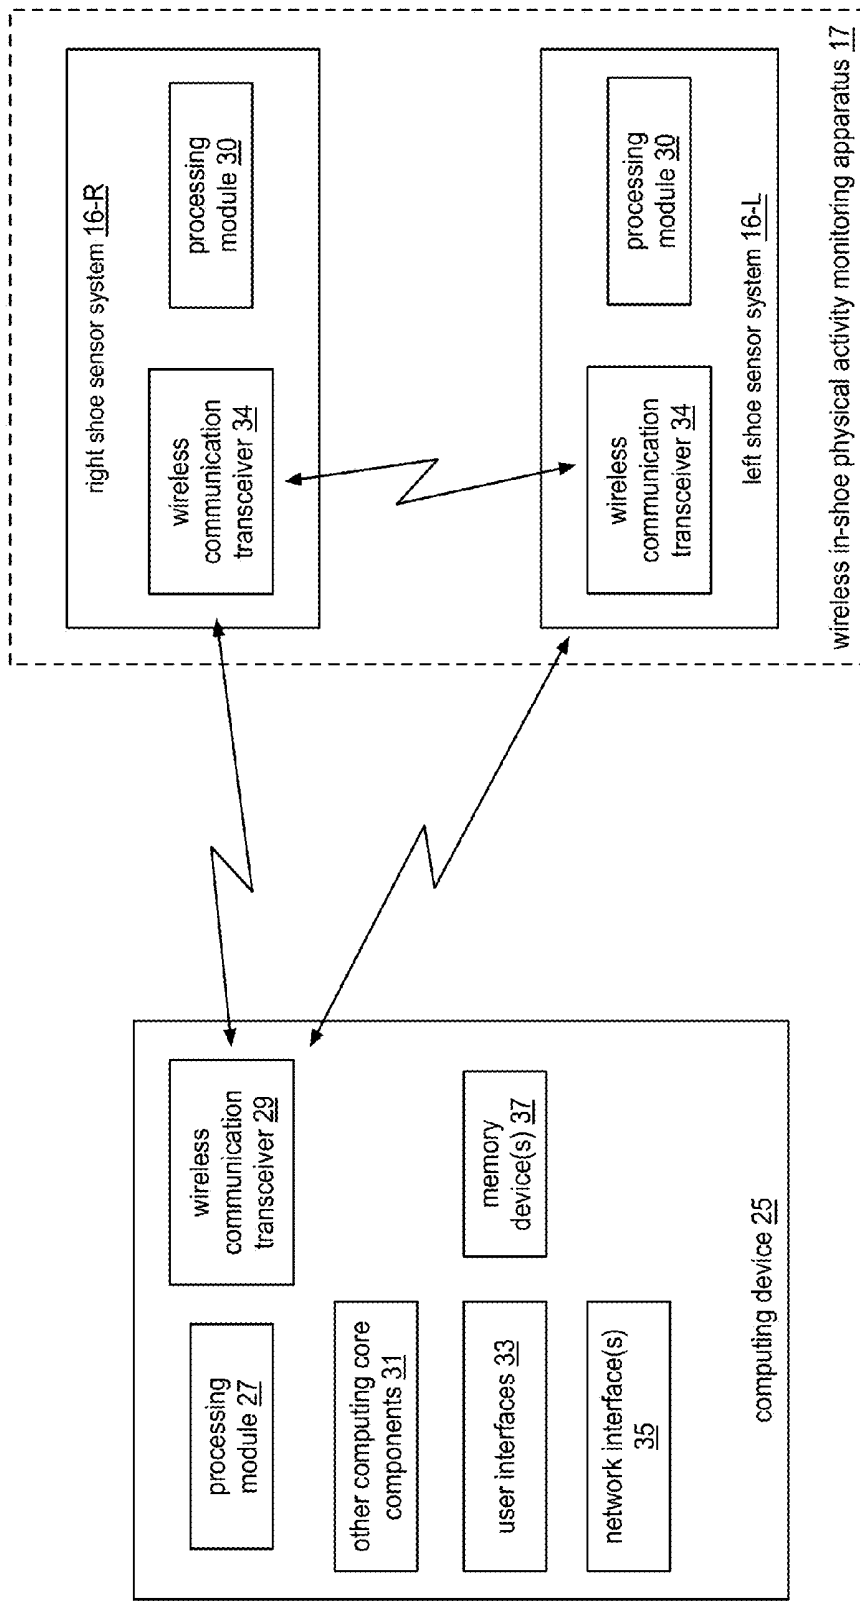 processing
module 27
wireless
communication
transceiver 29
other computing core
components 31
user interfaces 33
memory
device(s) 37
network interface(s)
35
computing device 25
right shoe sensor system 16-R
wireless
communication
transceiver 34
processing
module 30
wireless
communication
transceiver 34
processing
module 30
left shoe sensor system 16-L
wireless in-shoe physical activity monitoring apparatus 17